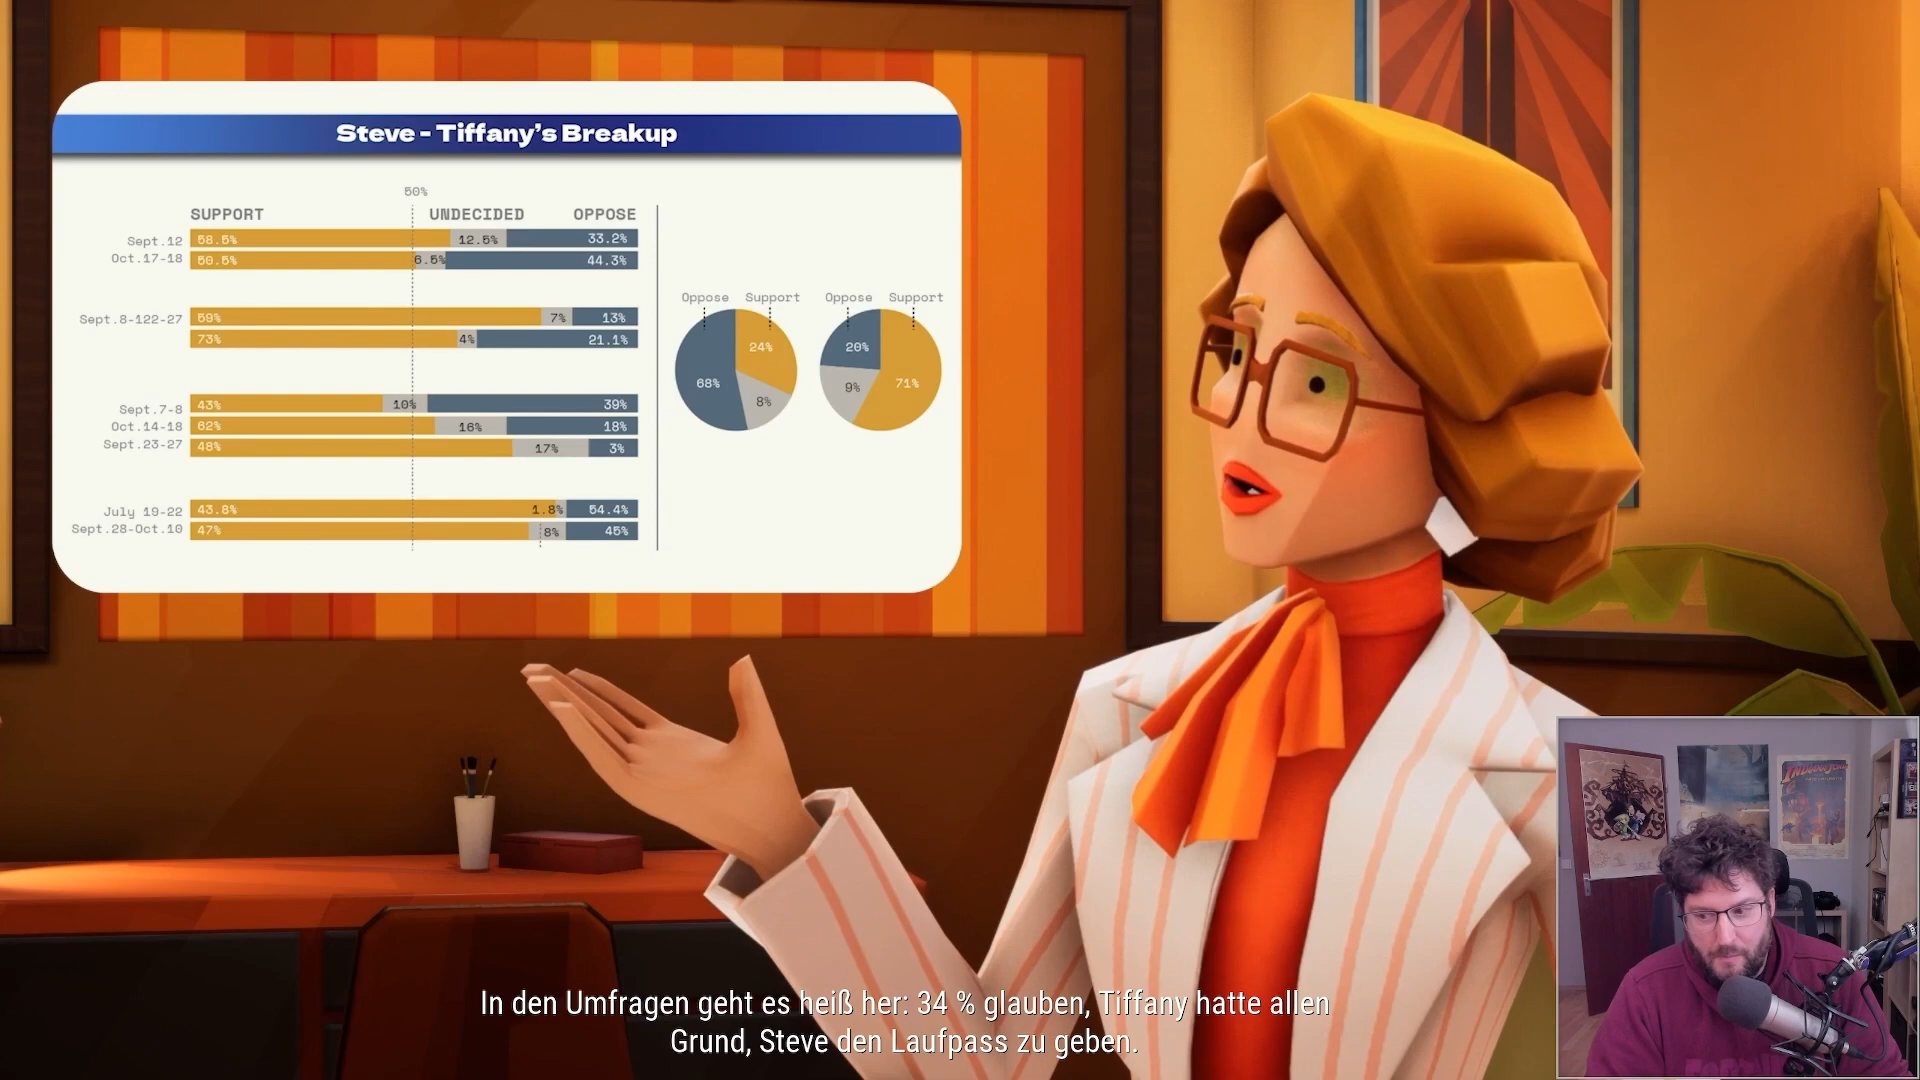 Steve - Tiffany's Breakup
50%
SUPPORT UNDECIDED OPPOSE
Sept.12 58.5% 12.5% 33.2%
Oct.17-18 50.5% 6.5% 44.3%
Sept.8-122-27 59% 7% 13%
73% 4% 21.1%
Sept.7-8 43% 10% 39%
Oct.14-18 62% 16% 18%
Sept.23-27 48% 17% 3%
July 19-22 43.8% 1.8% 54.4%
Sept.28-Oct.10 47% 8% 45%
Oppose Support
24%
68%
8%
Oppose Support
20%
71%
9%
INDIANA JONES
In den Umfragen geht es heiß her: 34 % glauben, Tiffany hatte allen
Grund, Steve den Laufpass zu geben.